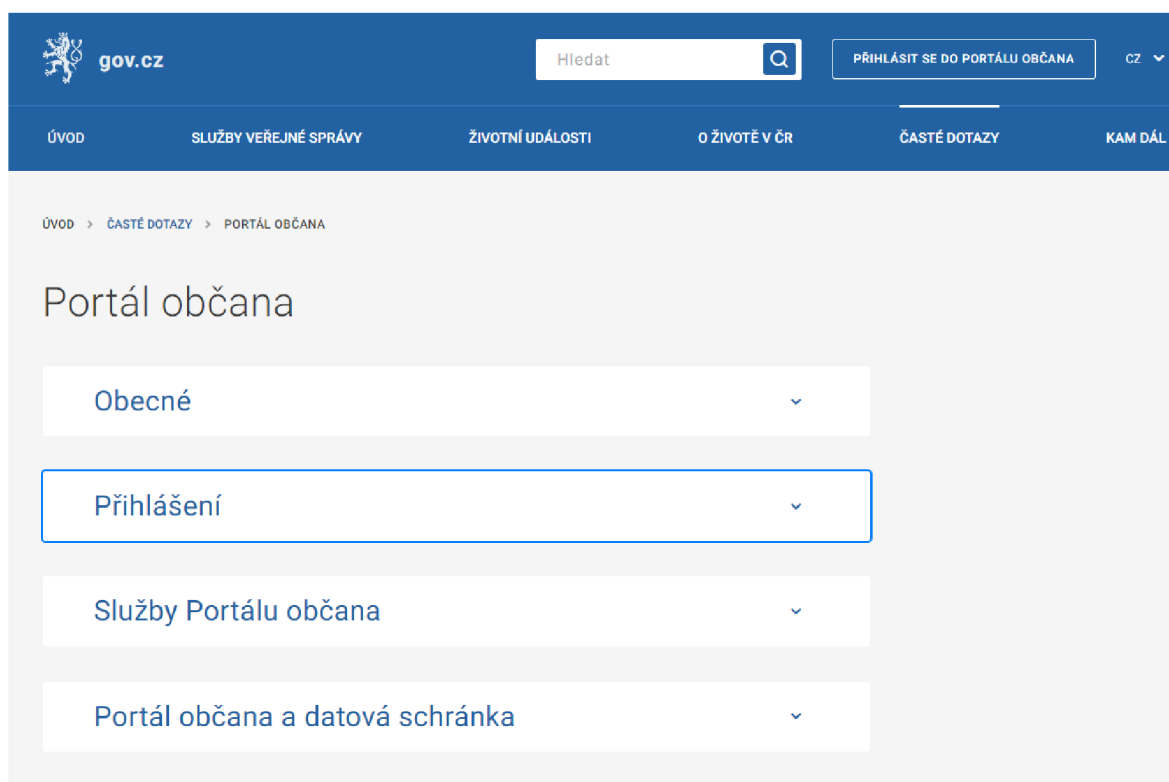 gov.cz
Hledat
PŘIHLÁSIT SE DO PORTÁLU OBČANA
CZ
ÚVOD SLUŽBY VEŘEJNÉ SPRÁVY ŽIVOTNÍ UDÁLOSTI O ŽIVOTĚ V ČR ČASTÉ DOTAZY KAM DÁL
ÚVOD > ČASTÉ DOTAZY > PORTÁL OBČANA
Portál občana
Obecné
Přihlášení
Služby Portálu občana
Portál občana a datová schránka